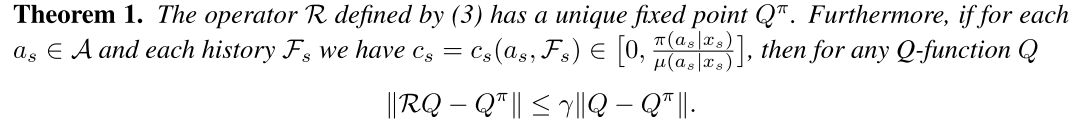 Theorem 1. The operator ℛ defined by (3) has a unique fixed point Q^π. Furthermore, if for each
a_s ∈ 𝒜 and each history ℱ_s we have c_s = c_s(a_s, ℱ_s) ∈ [0, π(a_s|x_s)/μ(a_s|x_s)], then for any Q-function Q
‖ℛQ − Q^π‖ ≤ γ‖Q − Q^π‖.